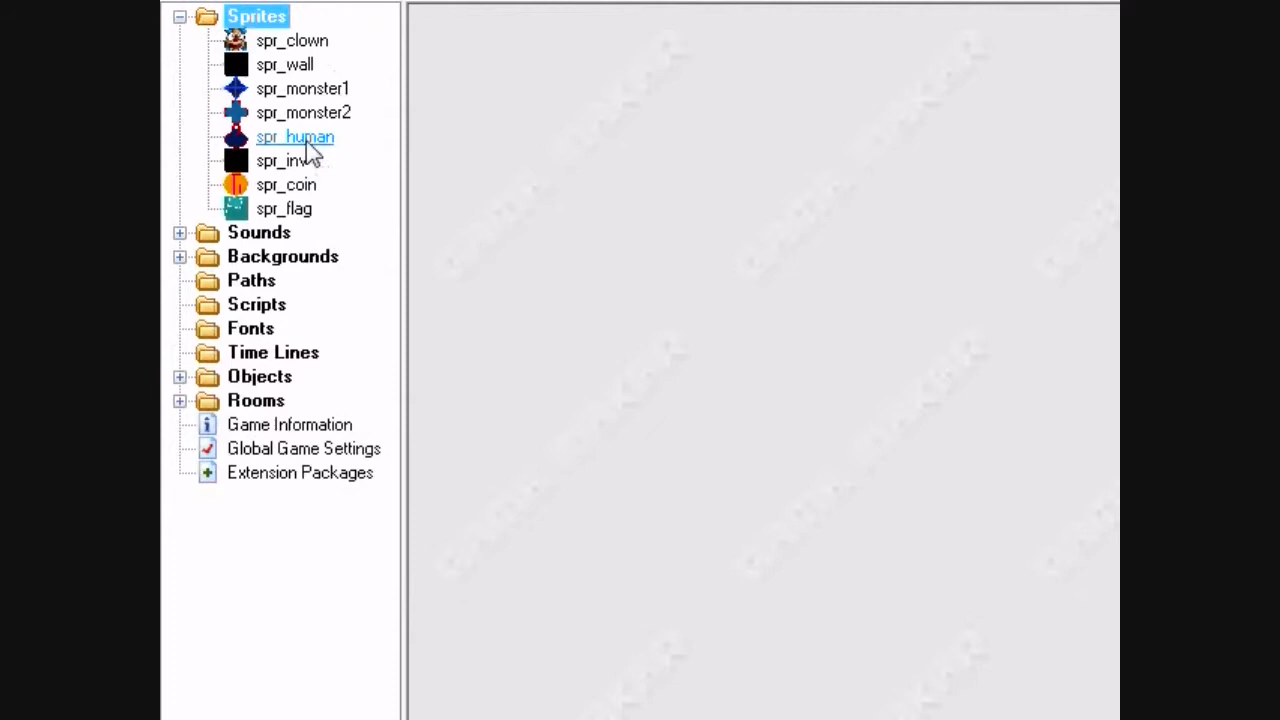 Sprites
spr_clown
spr_wall
spr_monster1
spr_monster2
spr_human
spr_coin
spr_flag
Sounds
Backgrounds
Paths
Scripts
Fonts
Time Lines
Objects
Rooms
Game Information
Global Game Settings
Extension Packages